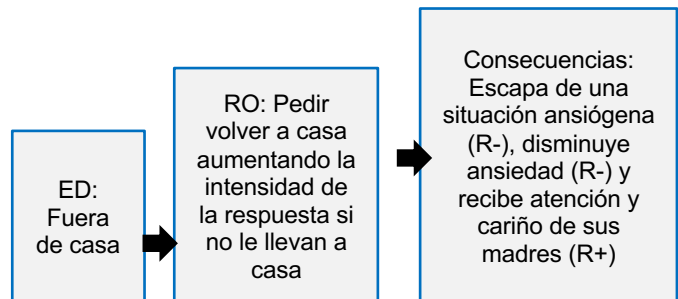 ED:
Fuera
de casa
RO: Pedir
volver a casa
aumentando la
intensidad de
la respuesta si
no le llevan a
casa
Consecuencias:
Escapa de una
situación ansiógena
(R-), disminuye
ansiedad (R-) y
recibe atención y
cariño de sus
madres (R+)